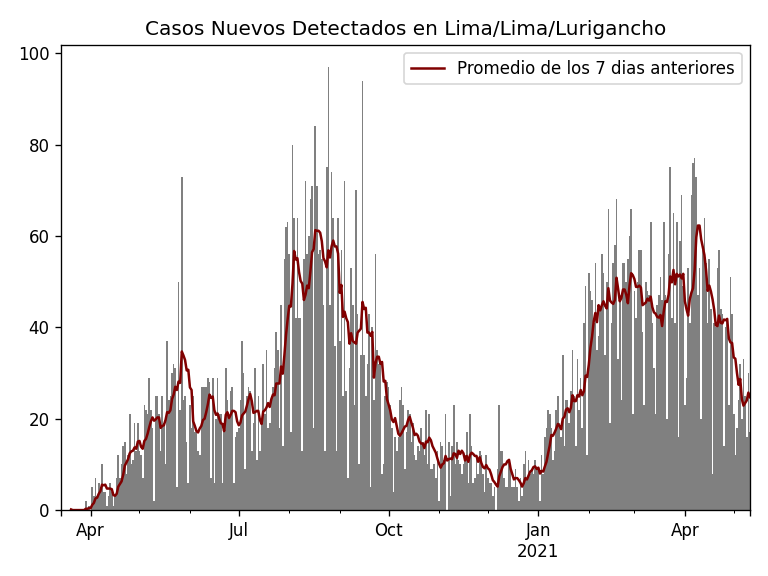 Casos Nuevos Detectados en Lima/Lima/Lurigancho
Promedio de los 7 dias anteriores
100
80
60
40
20
0
Apr Jul Oct Jan Apr
2021